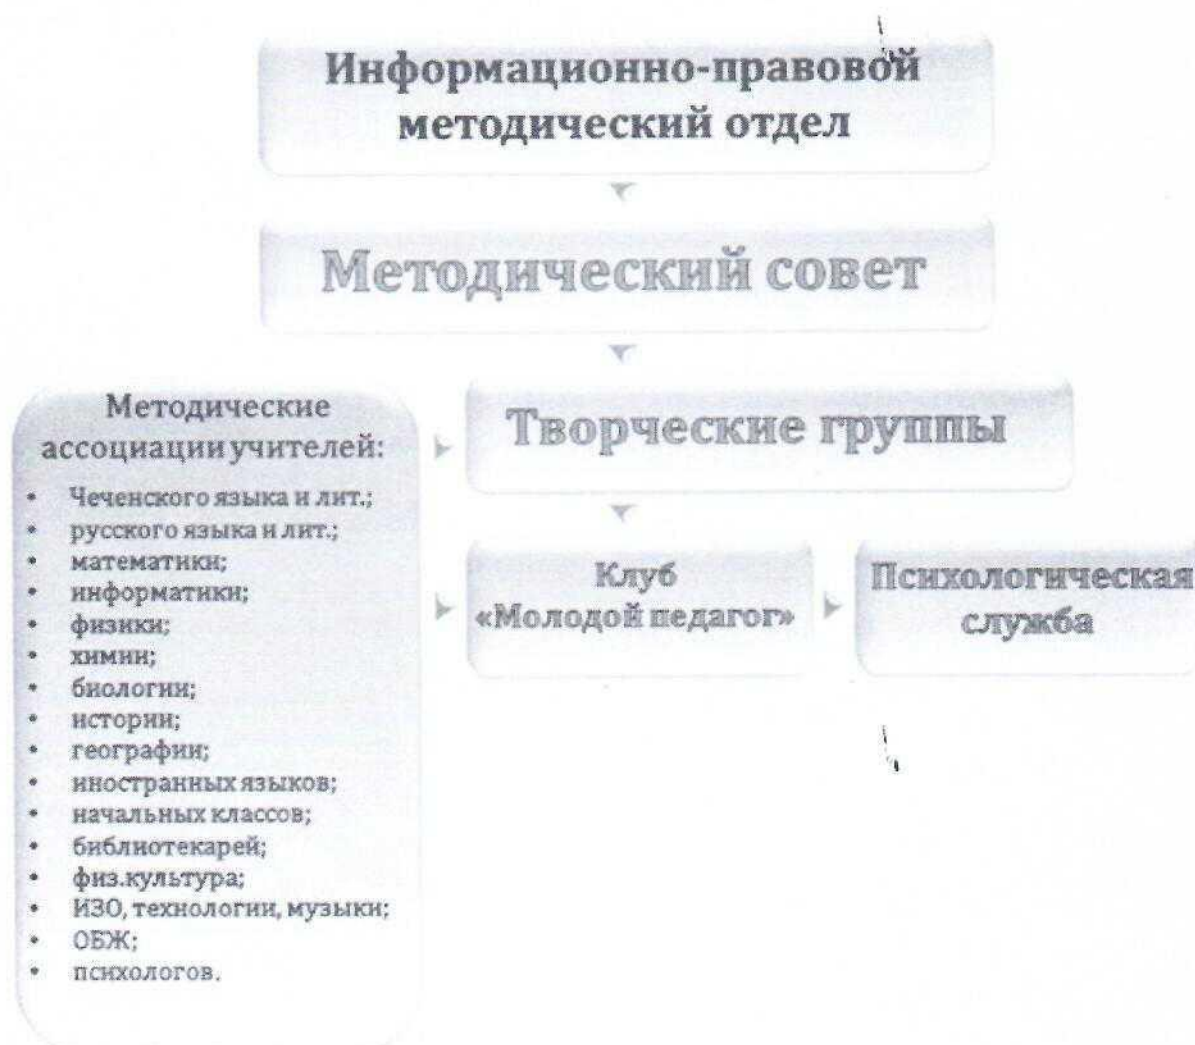 Информационно-правовой
методический отдел
Методический совет
Методические
ассоциации учителей:
• Чеченского языка и лит.;
• русского языка и лит.;
• математики;
• информатики;
• физики;
• химии;
• биологии;
• истории;
• географии;
• иностранных языков;
• начальных классов;
• библиотекарей;
• физ.культура;
• ИЗО, технологии, музыки;
• ОБЖ;
• психологов.
Творческие группы
Клуб
«Молодой педагог»
Психологическая
служба